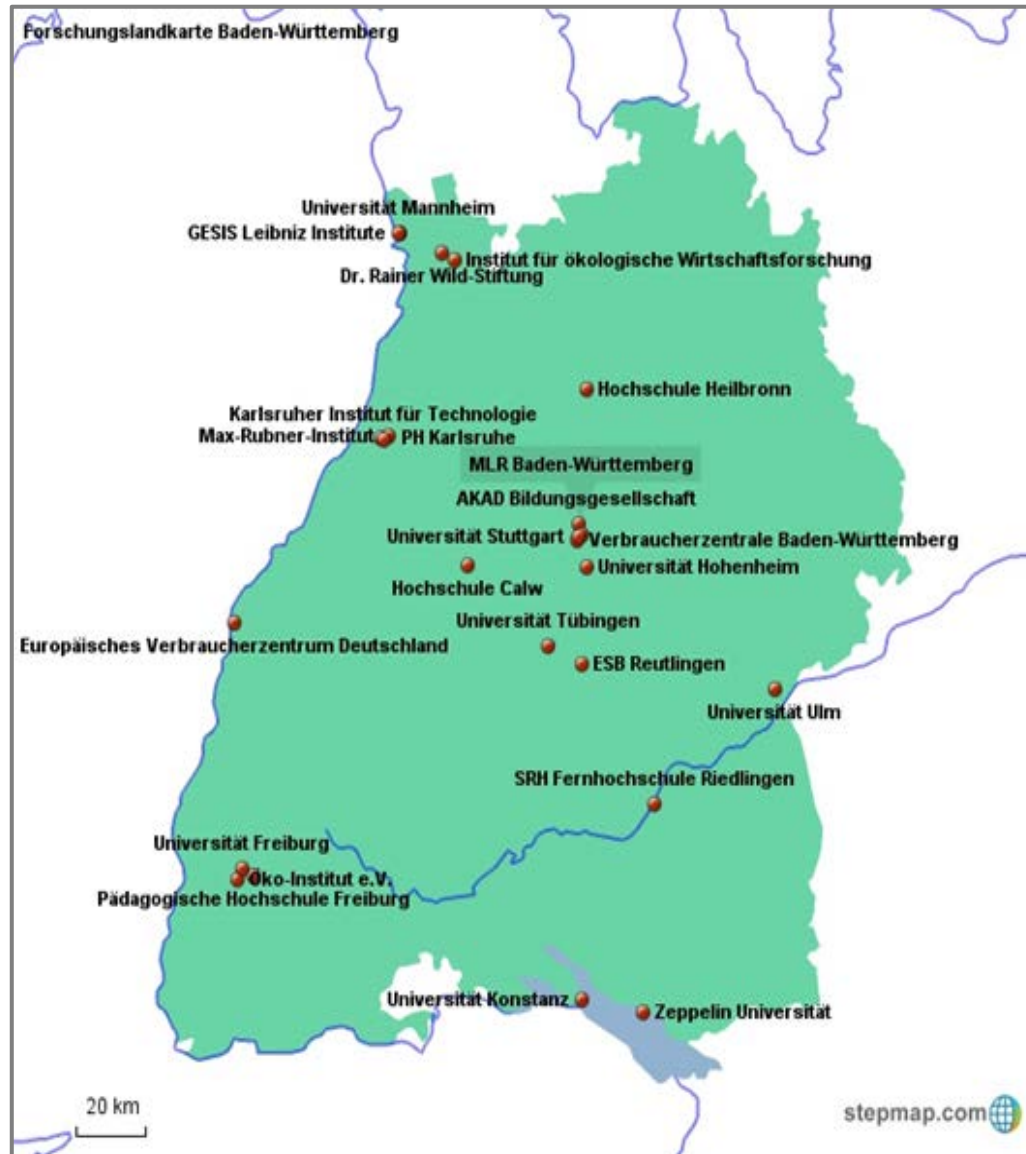 Forschungslandkarte Baden-Württemberg
Universität Mannheim
GESIS Leibniz Institute
Institut für ökologische Wirtschaftsforschung
Dr. Rainer Wild-Stiftung
Hochschule Heilbronn
Karlsruher Institut für Technologie
Max-Rubner-Institut
PH Karlsruhe
MLR Baden-Württemberg
AKAD Bildungsgesellschaft
Universität Stuttgart
Verbraucherzentrale Baden-Württemberg
Universität Hohenheim
Hochschule Calw
Universität Tübingen
Europäisches Verbraucherzentrum Deutschland
ESB Reutlingen
Universität Ulm
SRH Fernhochschule Riedlingen
Universität Freiburg
Öko-Institut e.V.
Pädagogische Hochschule Freiburg
Universität Konstanz
Zeppelin Universität
20 km
stepmap.com